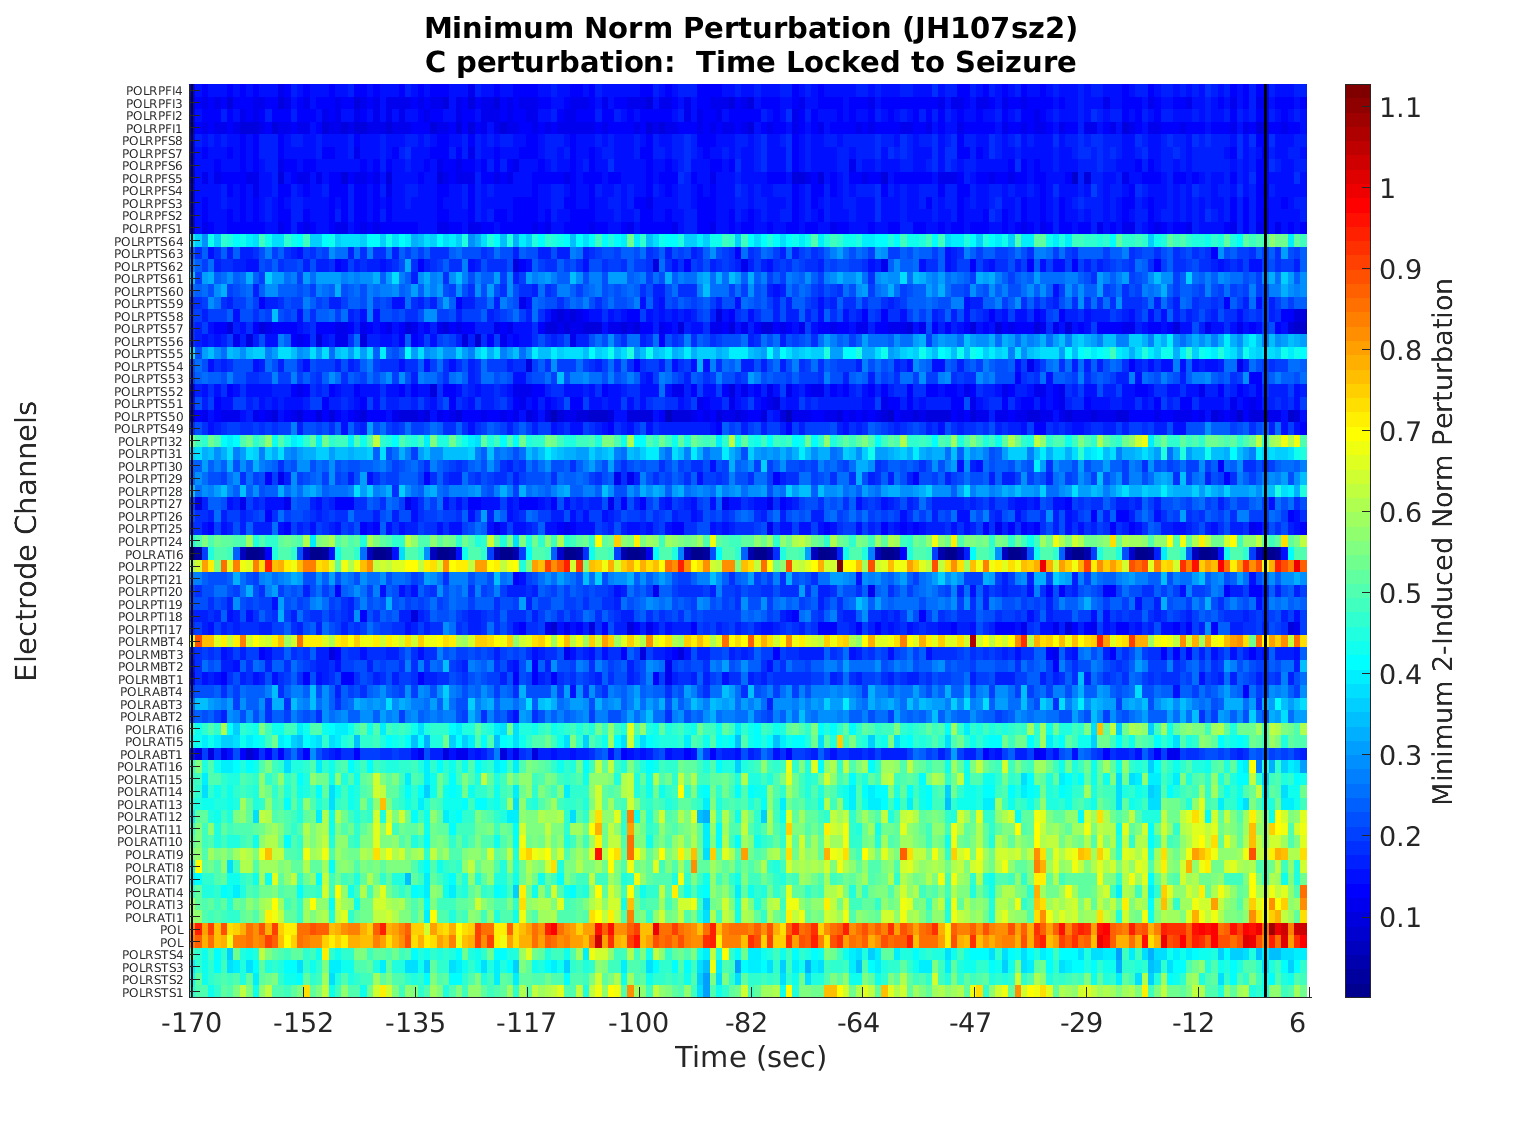 Minimum Norm Perturbation (JH107sz2)
C perturbation:  Time Locked to Seizure
Electrode Channels
POLRPFI4
POLRPFI3
POLRPFI2
POLRPFI1
POLRPFS8
POLRPFS7
POLRPFS6
POLRPFS5
POLRPFS4
POLRPFS3
POLRPFS2
POLRPFS1
POLRPTS64
POLRPTS63
POLRPTS62
POLRPTS61
POLRPTS60
POLRPTS59
POLRPTS58
POLRPTS57
POLRPTS56
POLRPTS55
POLRPTS54
POLRPTS53
POLRPTS52
POLRPTS51
POLRPTS50
POLRPTS49
POLRPTI32
POLRPTI31
POLRPTI30
POLRPTI29
POLRPTI28
POLRPTI27
POLRPTI26
POLRPTI25
POLRPTI24
POLRATI6
POLRPTI22
POLRPTI21
POLRPTI20
POLRPTI19
POLRPTI18
POLRPTI17
POLRMBT4
POLRMBT3
POLRMBT2
POLRMBT1
POLRABT4
POLRABT3
POLRABT2
POLRATI6
POLRATI5
POLRABT1
POLRATI16
POLRATI15
POLRATI14
POLRATI13
POLRATI12
POLRATI11
POLRATI10
POLRATI9
POLRATI8
POLRATI7
POLRATI4
POLRATI3
POLRATI1
POL
POL
POLRSTS4
POLRSTS3
POLRSTS2
POLRSTS1
-170 -152 -135 -117 -100 -82 -64 -47 -29 -12 6
Time (sec)
1.1
1
0.9
0.8
0.7
0.6
0.5
0.4
0.3
0.2
0.1
Minimum 2-Induced Norm Perturbation